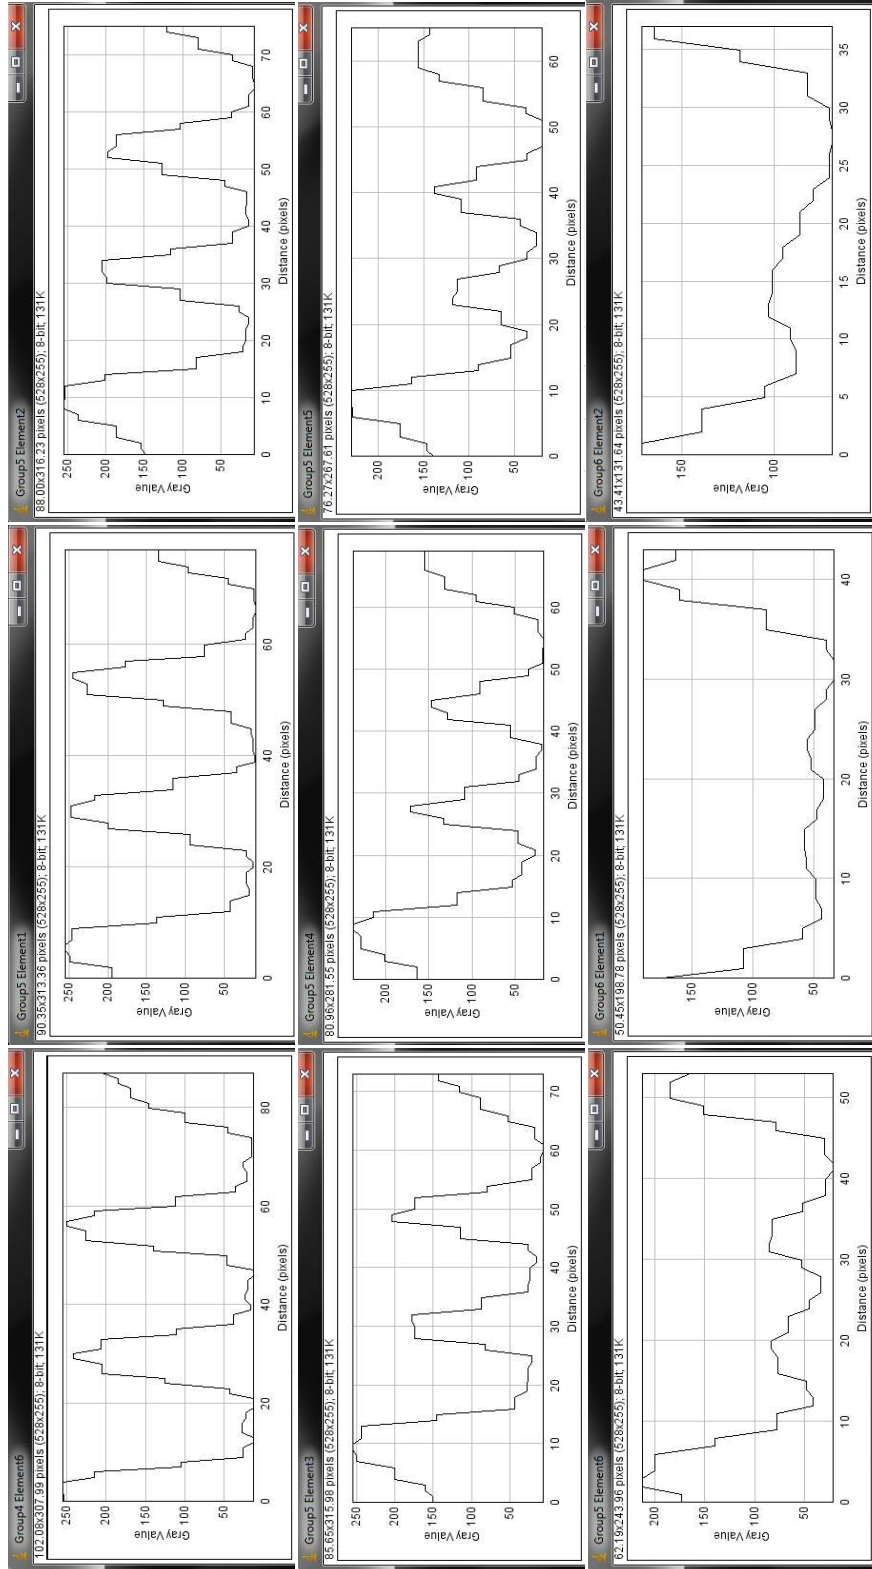 Group4 Element6
102.08x307.99 pixels (528x255); 8-bit; 131K
250
200
150
100
50
Gray Value
0 20 40 60 80
Distance (pixels)
Group5 Element1
90.35x313.36 pixels (528x255); 8-bit; 131K
250
200
150
100
50
Gray Value
0 20 40 60
Distance (pixels)
Group5 Element2
88.00x316.23 pixels (528x255); 8-bit; 131K
250
200
150
100
50
Gray Value
0 10 20 30 40 50 60 70
Distance (pixels)
Group5 Element3
85.65x315.98 pixels (528x255); 8-bit; 131K
250
200
150
100
50
Gray Value
0 10 20 30 40 50 60 70
Distance (pixels)
Group5 Element4
80.96x281.55 pixels (528x255); 8-bit; 131K
200
150
100
50
Gray Value
0 10 20 30 40 50 60
Distance (pixels)
Group5 Element5
76.27x267.61 pixels (528x255); 8-bit; 131K
200
150
100
50
Gray Value
0 10 20 30 40 50 60
Distance (pixels)
Group5 Element6
62.19x243.96 pixels (528x255); 8-bit; 131K
200
150
100
50
Gray Value
0 10 20 30 40 50
Distance (pixels)
Group6 Element1
50.45x198.78 pixels (528x255); 8-bit; 131K
150
100
50
Gray Value
0 10 20 30 40
Distance (pixels)
Group6 Element2
43.41x131.64 pixels (528x255); 8-bit; 131K
150
100
Gray Value
0 5 10 15 20 25 30 35
Distance (pixels)